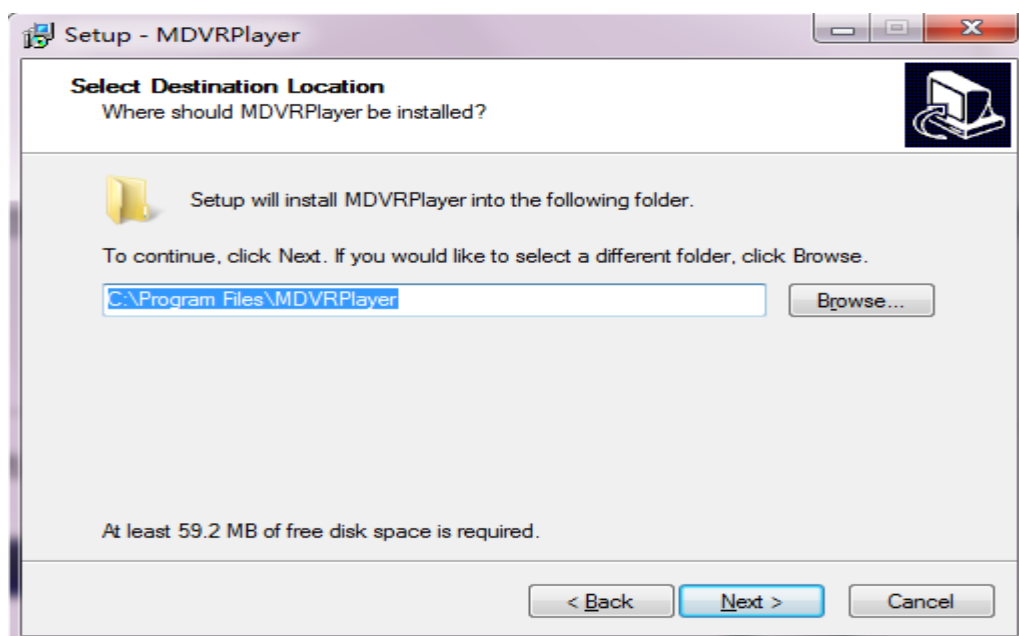 Setup - MDVRPlayer
Select Destination Location
Where should MDVRPlayer be installed?
Setup will install MDVRPlayer into the following folder.
To continue, click Next. If you would like to select a different folder, click Browse.
C:\Program Files\MDVRPlayer
Browse...
At least 59.2 MB of free disk space is required.
< Back
Next >
Cancel